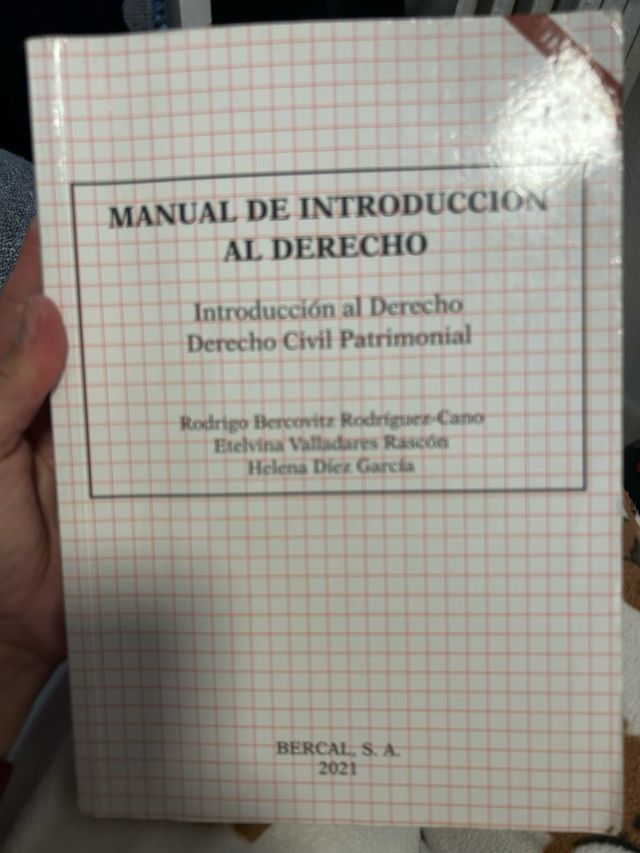 MANUAL DE INTRODUCCIÓN
AL DERECHO
Introducción al Derecho
Derecho Civil Patrimonial
Rodrigo Bercovitz Rodríguez-Cano
Etelvina Valladares Rascón
Helena Díez García
BERCAL, S. A.
2021